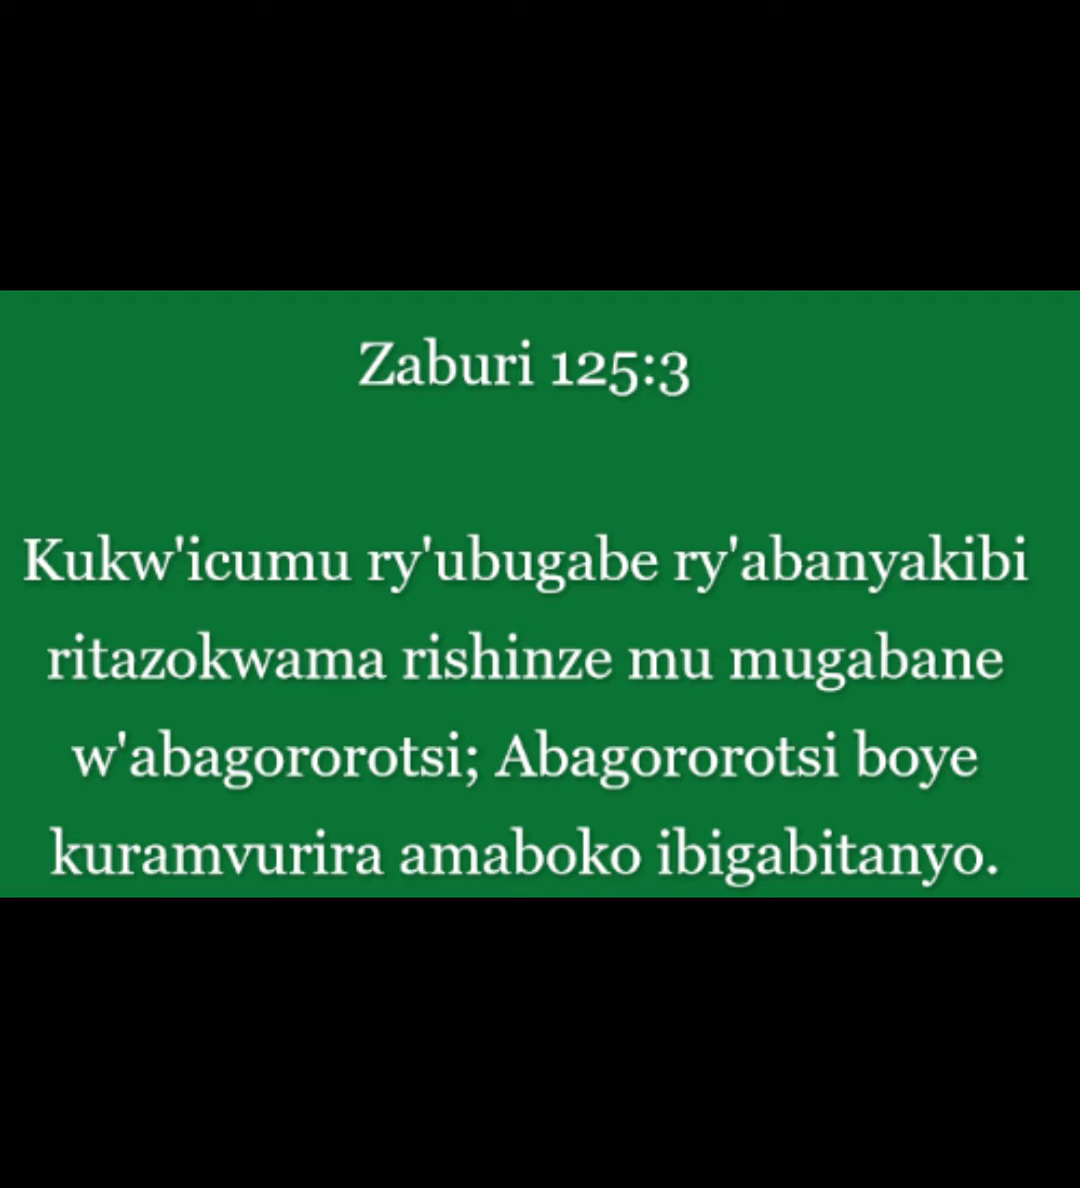 Zaburi 125:3
Kukw'icumu ry'ubugabe ry'abanyakibi
ritazokwama rishinze mu mugabane
w'abagororotsi; Abagororotsi boye
kuramvurira amaboko ibigabitanyo.